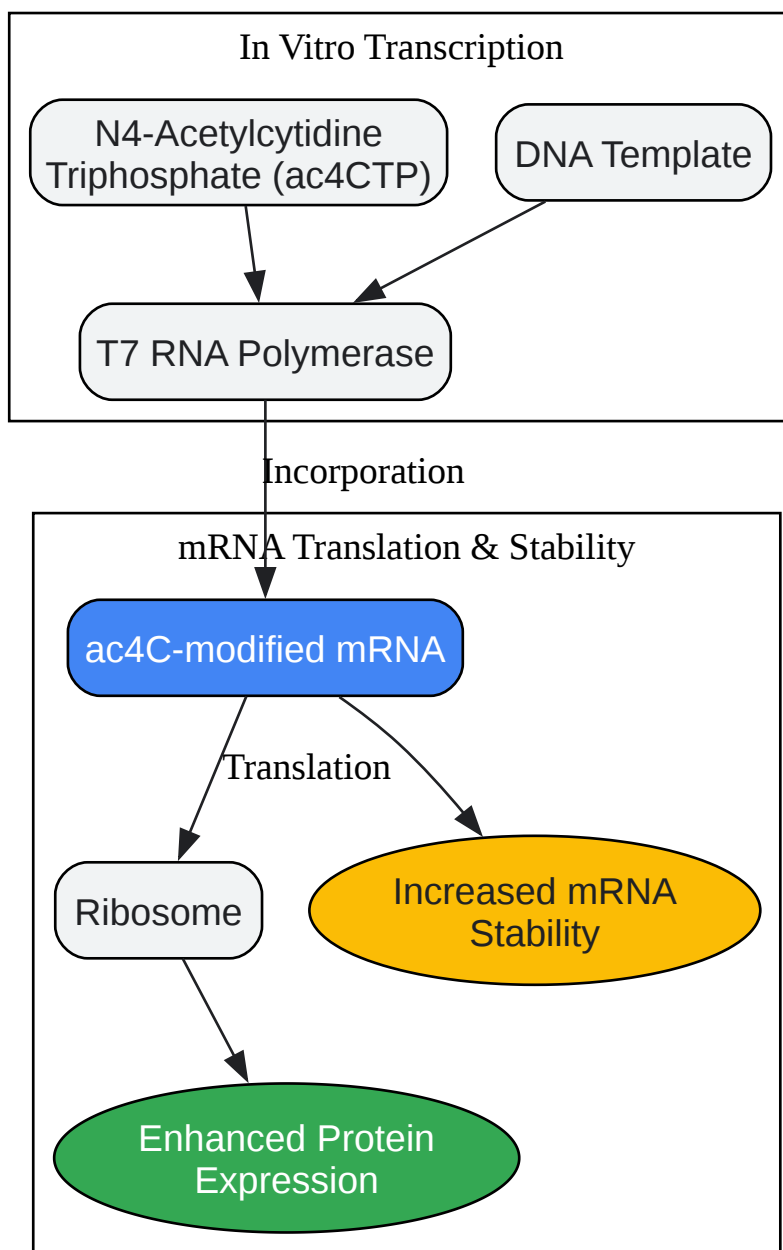 In Vitro Transcription
N4-Acetylcytidine
Triphosphate (ac4CTP)
DNA Template
T7 RNA Polymerase
Incorporation
mRNA Translation & Stability
ac4C-modified mRNA
Translation
Ribosome
Increased mRNA
Stability
Enhanced Protein
Expression